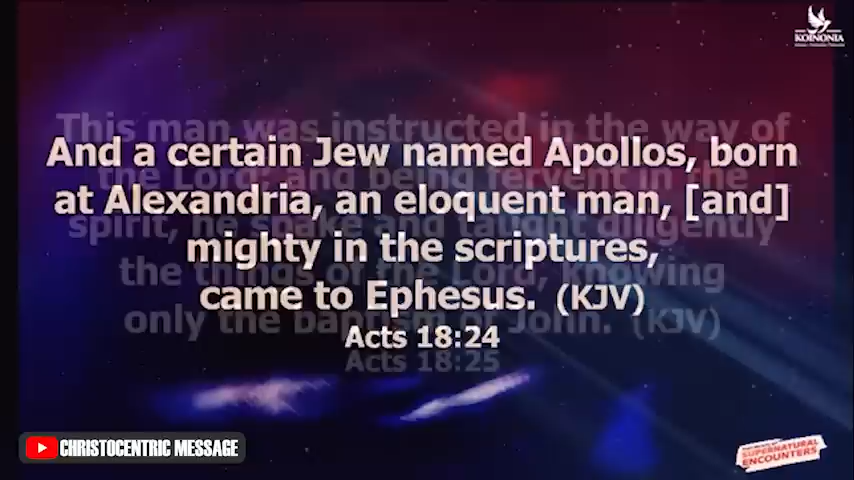 KOINONIA
And a certain Jew named Apollos, born
at Alexandria, an eloquent man, [and]
mighty in the scriptures,
came to Ephesus. (KJV)
Acts 18:24
This man was instructed in the way of
the Lord; and being fervent in the
spirit, he spake and taught diligently
the things of the Lord, knowing
only the baptism of John. (KJV)
Acts 18:25
CHRISTOCENTRIC MESSAGE
SUPERNATURAL
ENCOUNTERS